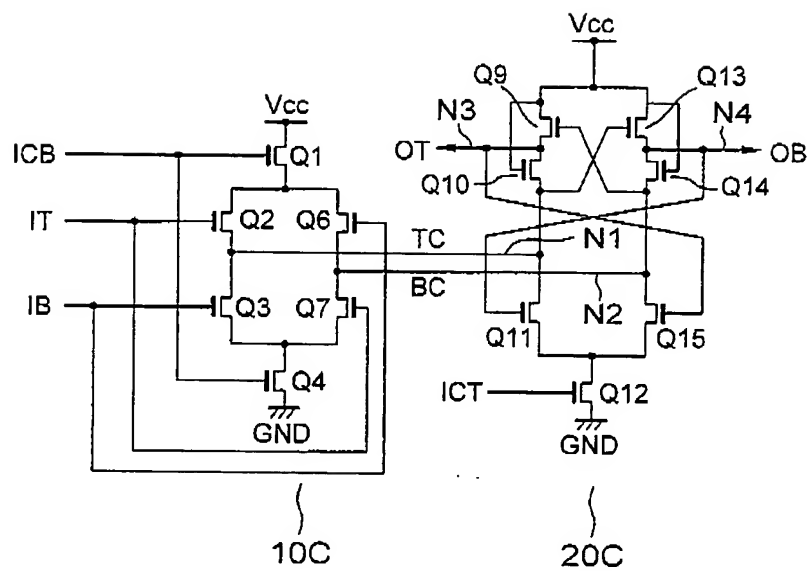 Vcc
Q9
Q13
N3
N4
Vcc
OT
OB
ICB
Q1
Q10
Q14
IT
Q2
Q6
TC
N1
IB
Q3
Q7
BC
N2
Q11
Q15
Q4
ICT
Q12
GND
GND
10C
20C